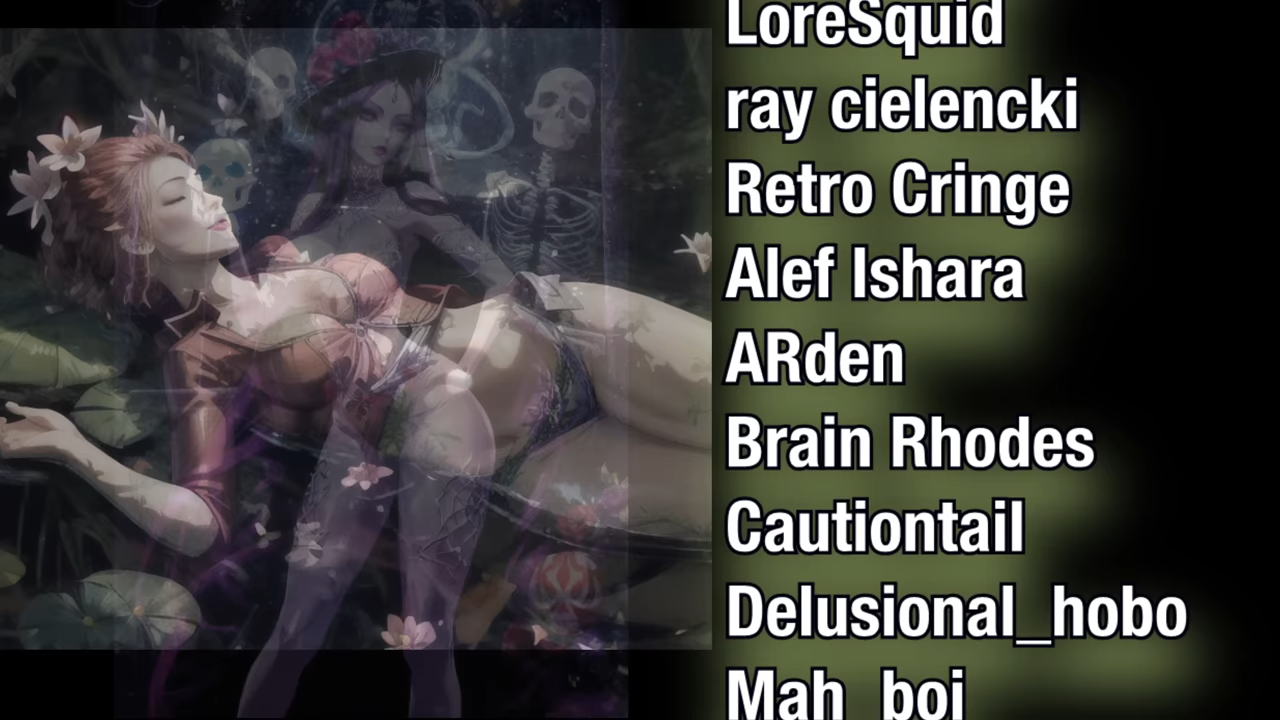 LoreSquid
ray cielencki
Retro Cringe
Alef Ishara
ARden
Brain Rhodes
Cautiontail
Delusional_hobo
Mah_boi